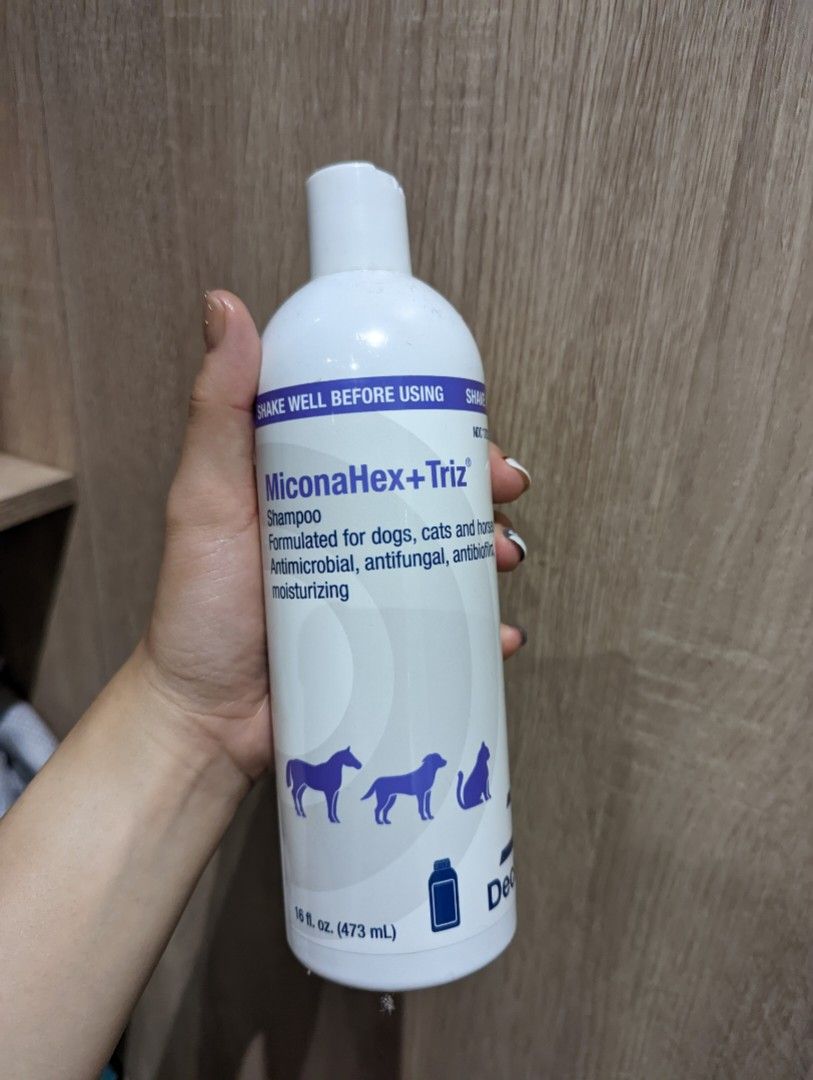 SHAKE WELL BEFORE USING
NDC
MiconaHex+Triz®
Shampoo
Formulated for dogs, cats and
Antimicrobial, antifungal,
moisturizing
16 fl. oz. (473 mL)